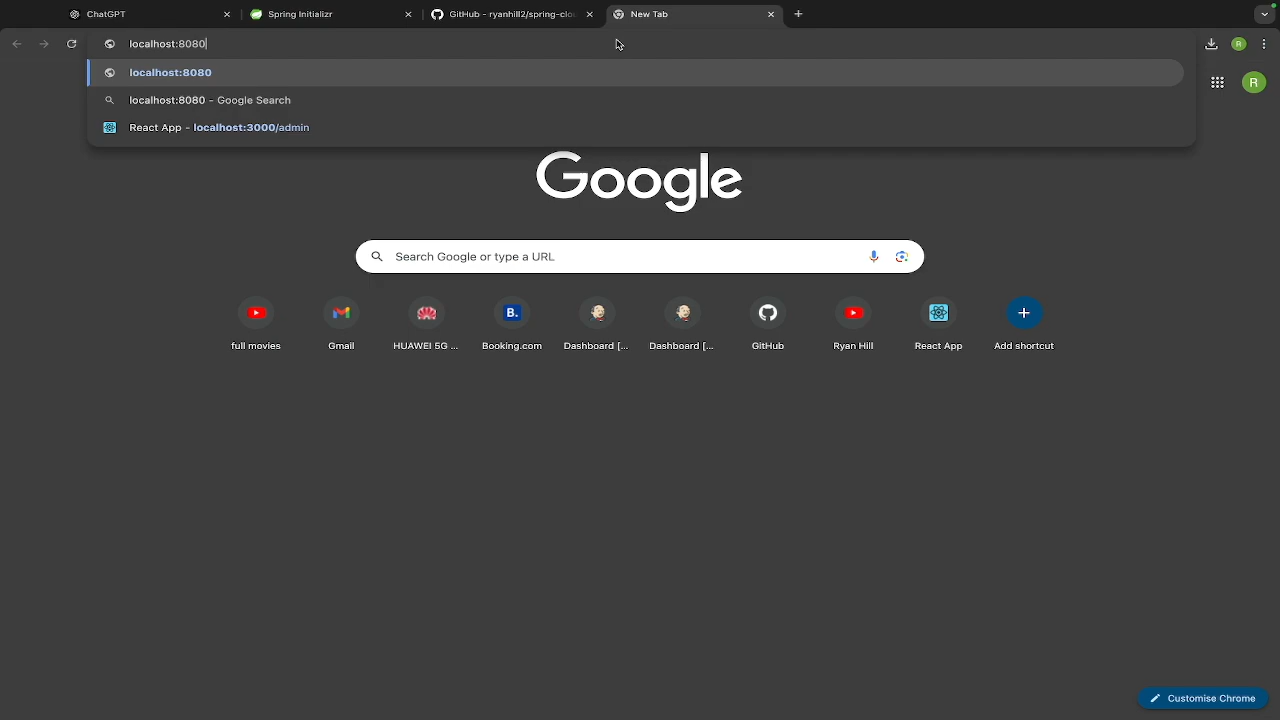 ChatGPT
Spring Initializr
GitHub - ryanhill2/spring-clou
New Tab
localhost:8080
R
localhost:8080
localhost:8080 - Google Search
React App - localhost:3000/admin
R
Google
Search Google or type a URL
B.
full movies
Gmail
HUAWEI 5G ...
Booking.com
Dashboard [...
Dashboard [...
GitHub
Ryan Hill
React App
Add shortcut
Customise Chrome